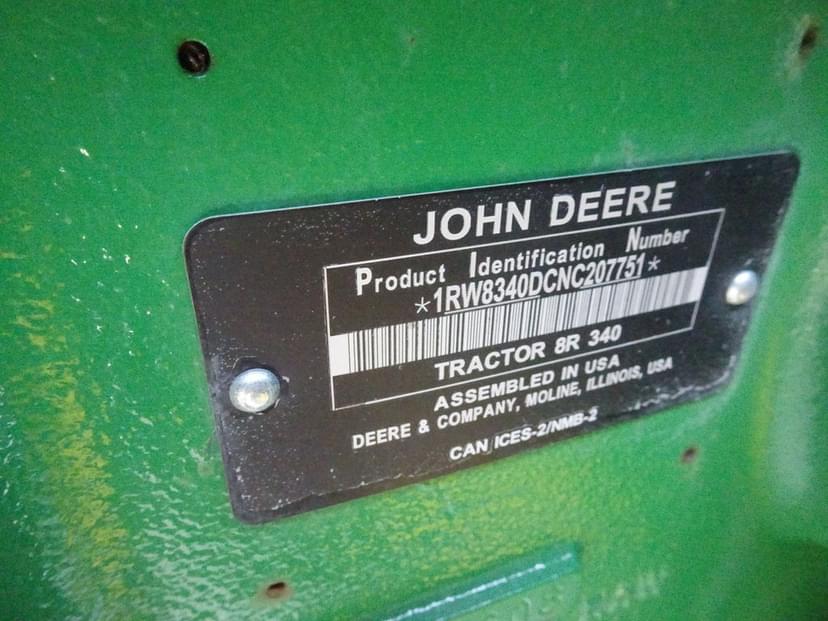 JOHN DEERE
Product Identification Number
*1RW8340DCNC207751*
TRACTOR 8R 340
ASSEMBLED IN USA
DEERE & COMPANY, MOLINE, ILLINOIS, USA
CAN ICES-2/NMB-2